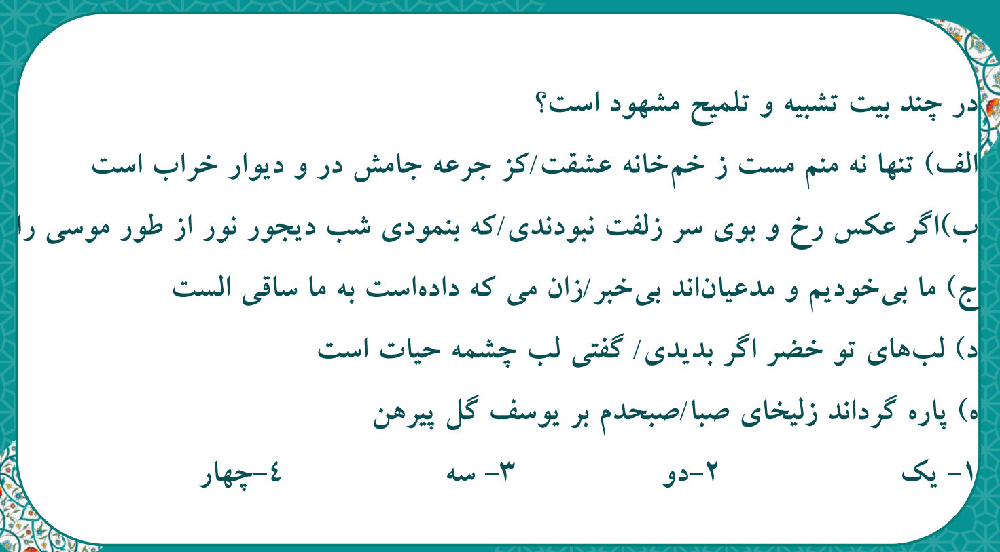 در چند بیت تشبیه و تلمیح مشهود است؟
الف) تنها نه منم مست ز خم‌خانه عشقت/کز جرعه جامش در و دیوار خراب است
ب)اگر عکس رخ و بوی سر زلفت نبودندی/که بنمودی شب دیجور نور از طور موسی را
ج) ما بی‌خودیم و مدعیان‌اند بی‌خبر/زان می که داده‌است به ما ساقی الست
د) لب‌های تو خضر اگر بدیدی/ گفتی لب چشمه حیات است
ه) پاره گرداند زلیخای صبا/صبحدم بر یوسف گل پیرهن
۱- یک ۲-دو ۳- سه ٤-چهار